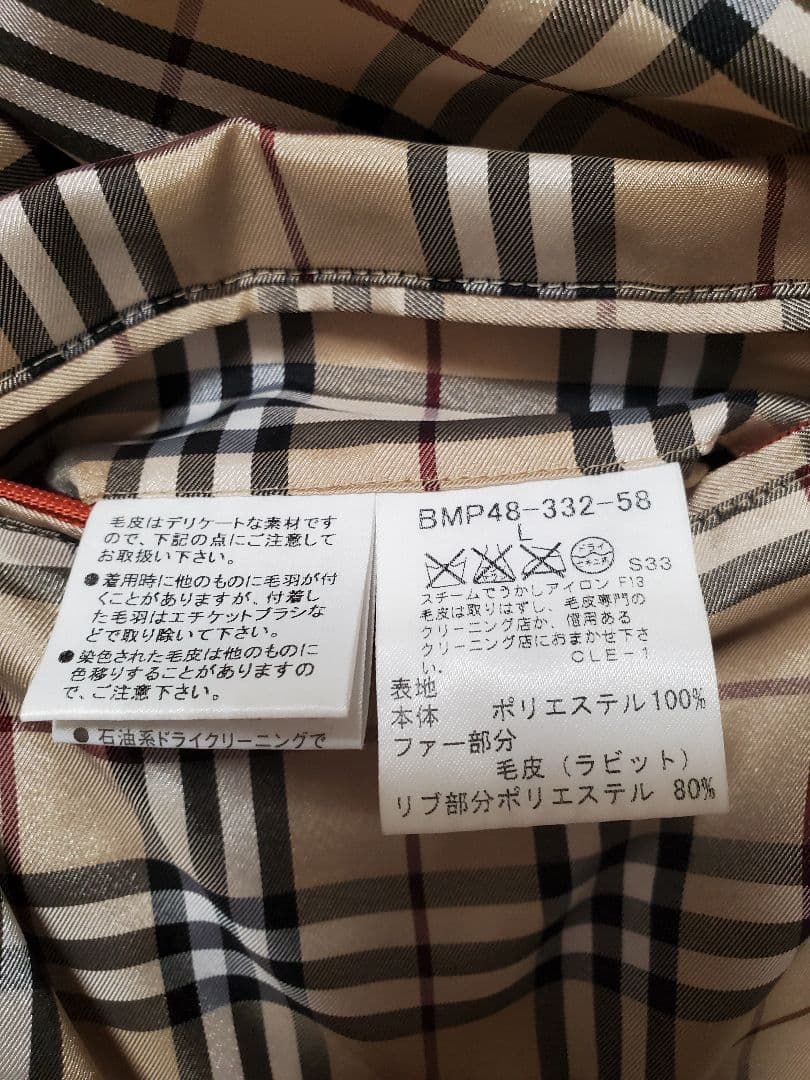 毛皮はデリケートな素材です
ので、下記の点にご注意して
お取扱い下さい。
●着用時に他のものに毛羽が付
くことがありますが、付着し
た毛羽はエチケットブラシな
どで取り除いて下さい。
●染色された毛皮は他のものに
色移りすることがありますの
で、ご注意下さい。
●石油系ドライクリーニングで
BMP48-332-58
L
ドライ
S33
スチームでうかしアイロン F13
毛皮は取りはずし、毛皮専門の
クリーニング店か、信用ある
クリーニング店におまかせ下さ
い。 CLE-1
表地
本体 ポリエステル100%
ファー部分
毛皮（ラビット）
リブ部分ポリエステル 80%